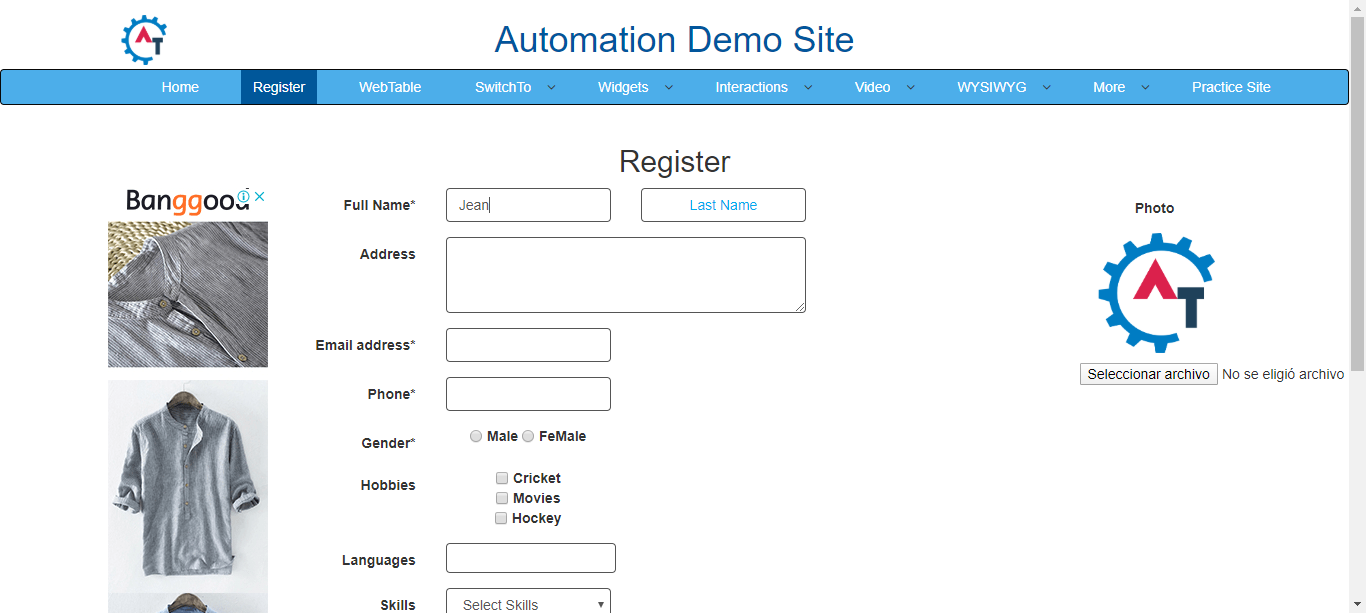 Automation Demo Site
Home Register WebTable SwitchTo Widgets Interactions Video WYSIWYG More Practice Site
Register
Banggood
Full Name* Jean Last Name
Photo
Address
Email address*
Seleccionar archivo No se eligió archivo
Phone*
Gender* Male FeMale
Hobbies Cricket
Movies
Hockey
Languages
Skills Select Skills